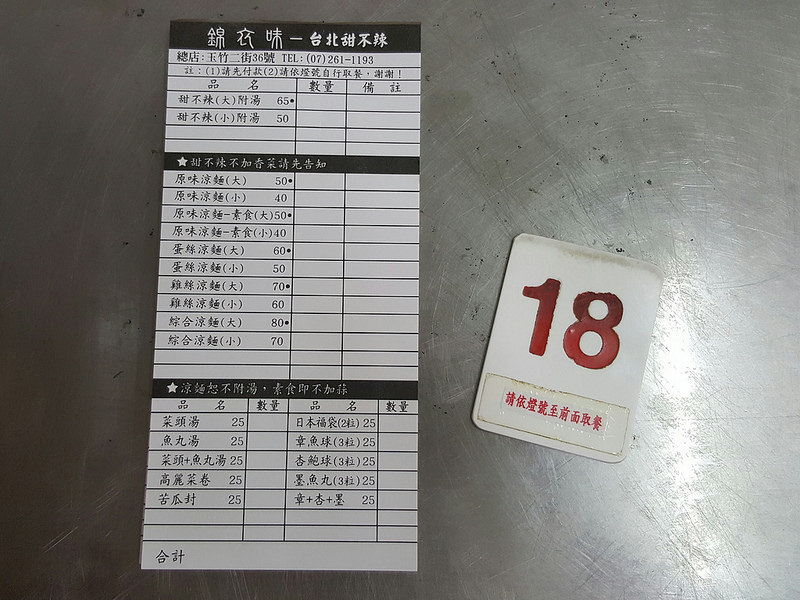 錦衣味－台北甜不辣
總店:玉竹二街36號 TEL:(07)261-1193
註:(1)請先付款(2)請依燈號自行取餐，謝謝！
品 名 數量 備 註
甜不辣(大)附湯 65•
甜不辣(小)附湯 50
★甜不辣不加香菜請先告知
原味涼麵(大) 50•
原味涼麵(小) 40
原味涼麵-素食(大)50•
原味涼麵-素食(小)40
蛋絲涼麵(大) 60•
蛋絲涼麵(小) 50
雞絲涼麵(大) 70•
雞絲涼麵(小) 60
綜合涼麵(大) 80•
綜合涼麵(小) 70
★涼麵恕不附湯，素食即不加蒜
品 名 數量 品 名 數量
菜頭湯 25 日本福袋(2粒)25
魚丸湯 25 章魚球(3粒)25
菜頭+魚丸湯 25 杏鮑球(3粒)25
高麗菜卷 25 墨魚丸(3粒)25
苦瓜封 25 章+杏+墨 25
合計
18
請依燈號至前面取餐